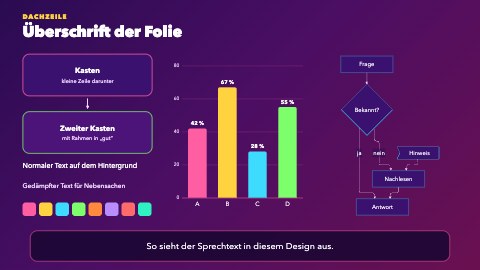 DACHZEILE
Überschrift der Folie
Kasten
kleine Zeile darunter
Zweiter Kasten
mit Rahmen in „gut"
Normaler Text auf dem Hintergrund
Gedämpfter Text für Nebensachen
80
60
40
20
0
42 %
67 %
28 %
55 %
A
B
C
D
Frage
Bekannt?
ja
nein
Hinweis
Nachlesen
Antwort
So sieht der Sprechtext in diesem Design aus.